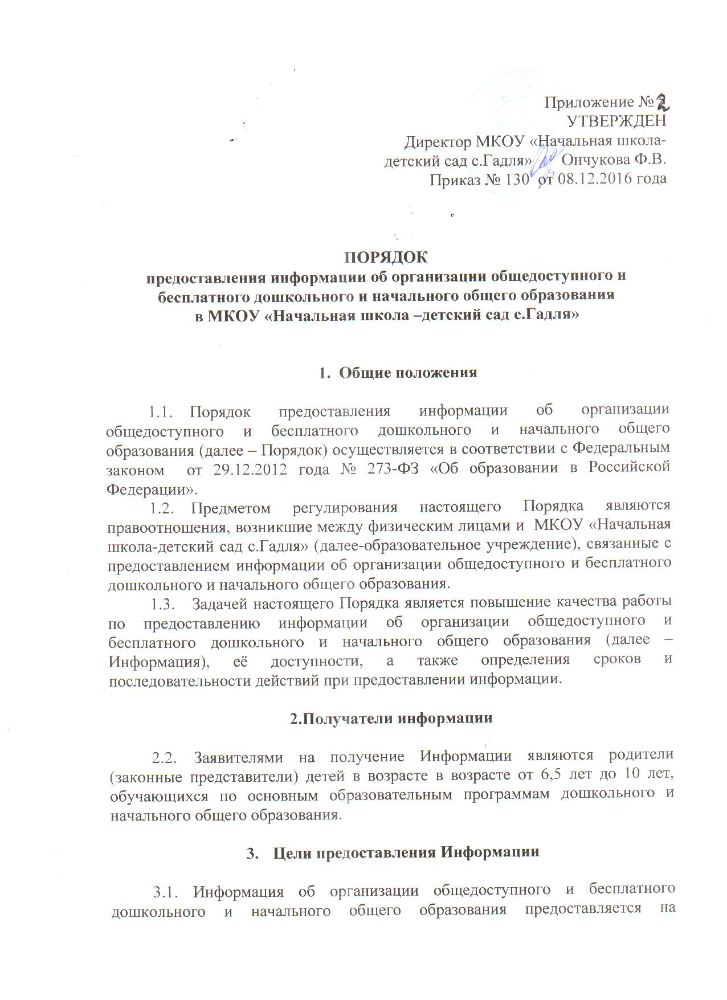 Приложение № 2
УТВЕРЖДЕН
Директор МКОУ «Начальная школа-
детский сад с.Гадля» Ончукова Ф.В.
Приказ № 130 от 08.12.2016 года
ПОРЯДОК
предоставления информации об организации общедоступного и
бесплатного дошкольного и начального общего образования
в МКОУ «Начальная школа –детский сад с.Гадля»
1. Общие положения
1.1. Порядок предоставления информации об организации
общедоступного и бесплатного дошкольного и начального общего
образования (далее – Порядок) осуществляется в соответствии с Федеральным
законом от 29.12.2012 года № 273-ФЗ «Об образовании в Российской
Федерации».
1.2. Предметом регулирования настоящего Порядка являются
правоотношения, возникшие между физическим лицами и МКОУ «Начальная
школа-детский сад с.Гадля» (далее-образовательное учреждение), связанные с
предоставлением информации об организации общедоступного и бесплатного
дошкольного и начального общего образования.
1.3. Задачей настоящего Порядка является повышение качества работы
по предоставлению информации об организации общедоступного и
бесплатного дошкольного и начального общего образования (далее –
Информация), её доступности, а также определения сроков и
последовательности действий при предоставлении информации.
2.Получатели информации
2.2. Заявителями на получение Информации являются родители
(законные представители) детей в возрасте в возрасте от 6,5 лет до 10 лет,
обучающихся по основным образовательным программам дошкольного и
начального общего образования.
3. Цели предоставления Информации
3.1. Информация об организации общедоступного и бесплатного
дошкольного и начального общего образования предоставляется на